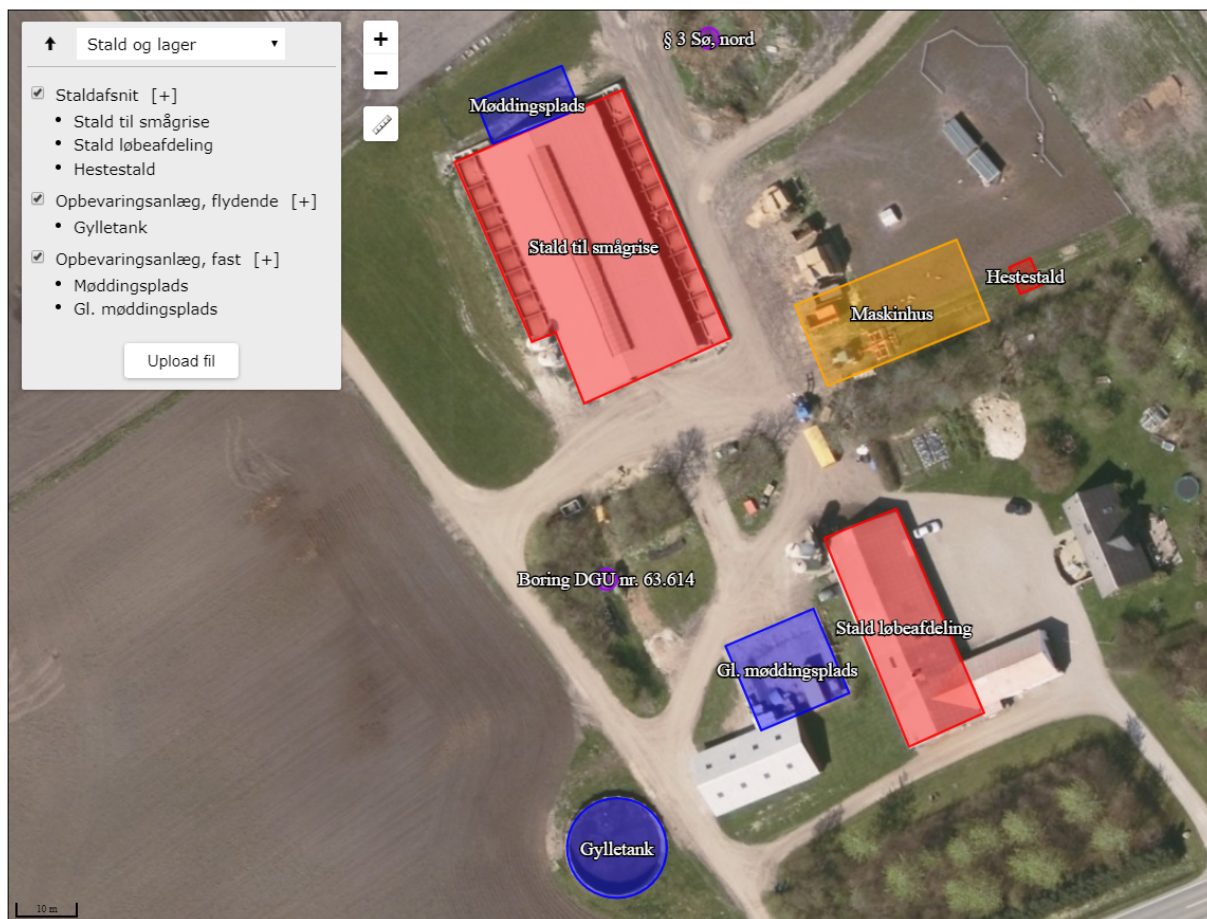 Stald og lager
+
−
Staldafsnit [+]
• Stald til smågrise
• Stald løbeafdeling
• Hestestald
Opbevaringsanlæg, flydende [+]
• Gylletank
Opbevaringsanlæg, fast [+]
• Møddingsplads
• Gl. møddingsplads
Upload fil
§ 3 Sø, nord
Møddingsplads
Stald til smågrise
Hestestald
Maskinhus
Boring DGU nr. 63.614
Stald løbeafdeling
Gl. møddingsplads
Gylletank
10 m